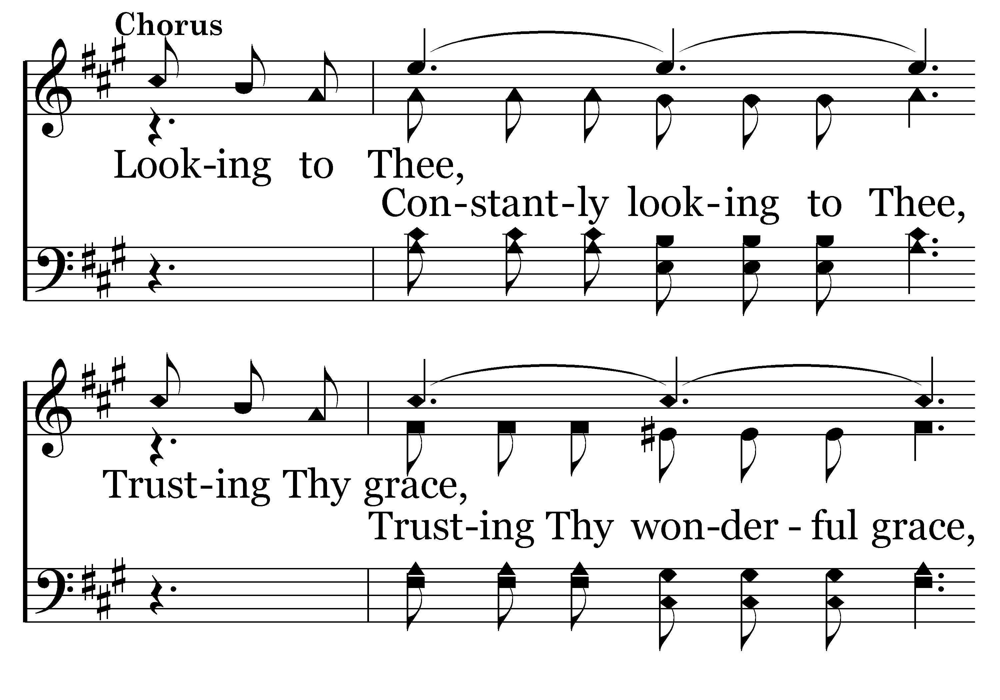 Chorus
Look-ing to Thee,
Con-stant-ly look-ing to Thee,
Trust-ing Thy grace,
Trust-ing Thy won-der-ful grace,